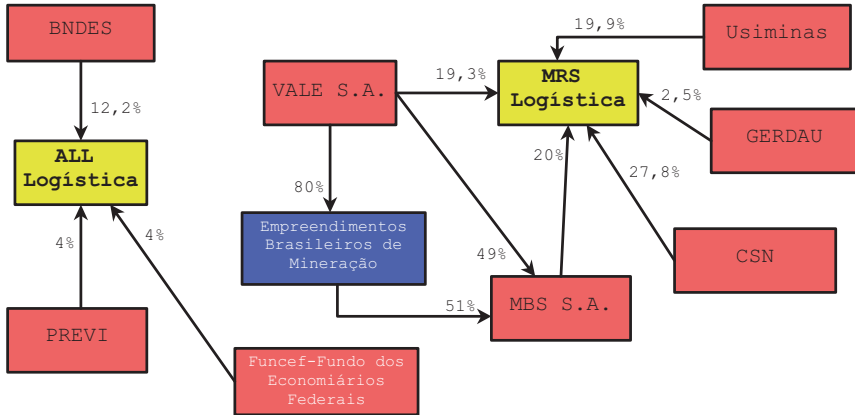 BNDES
12,2%
ALL
Logística
4%
4%
PREVI
Funcef-Fundo dos
Economiários
Federais
VALE S.A.
19,3%
80%
49%
Empreendimentos
Brasileiros de
Mineração
51%
MBS S.A.
20%
MRS
Logística
19,9%
Usiminas
2,5%
GERDAU
27,8%
CSN